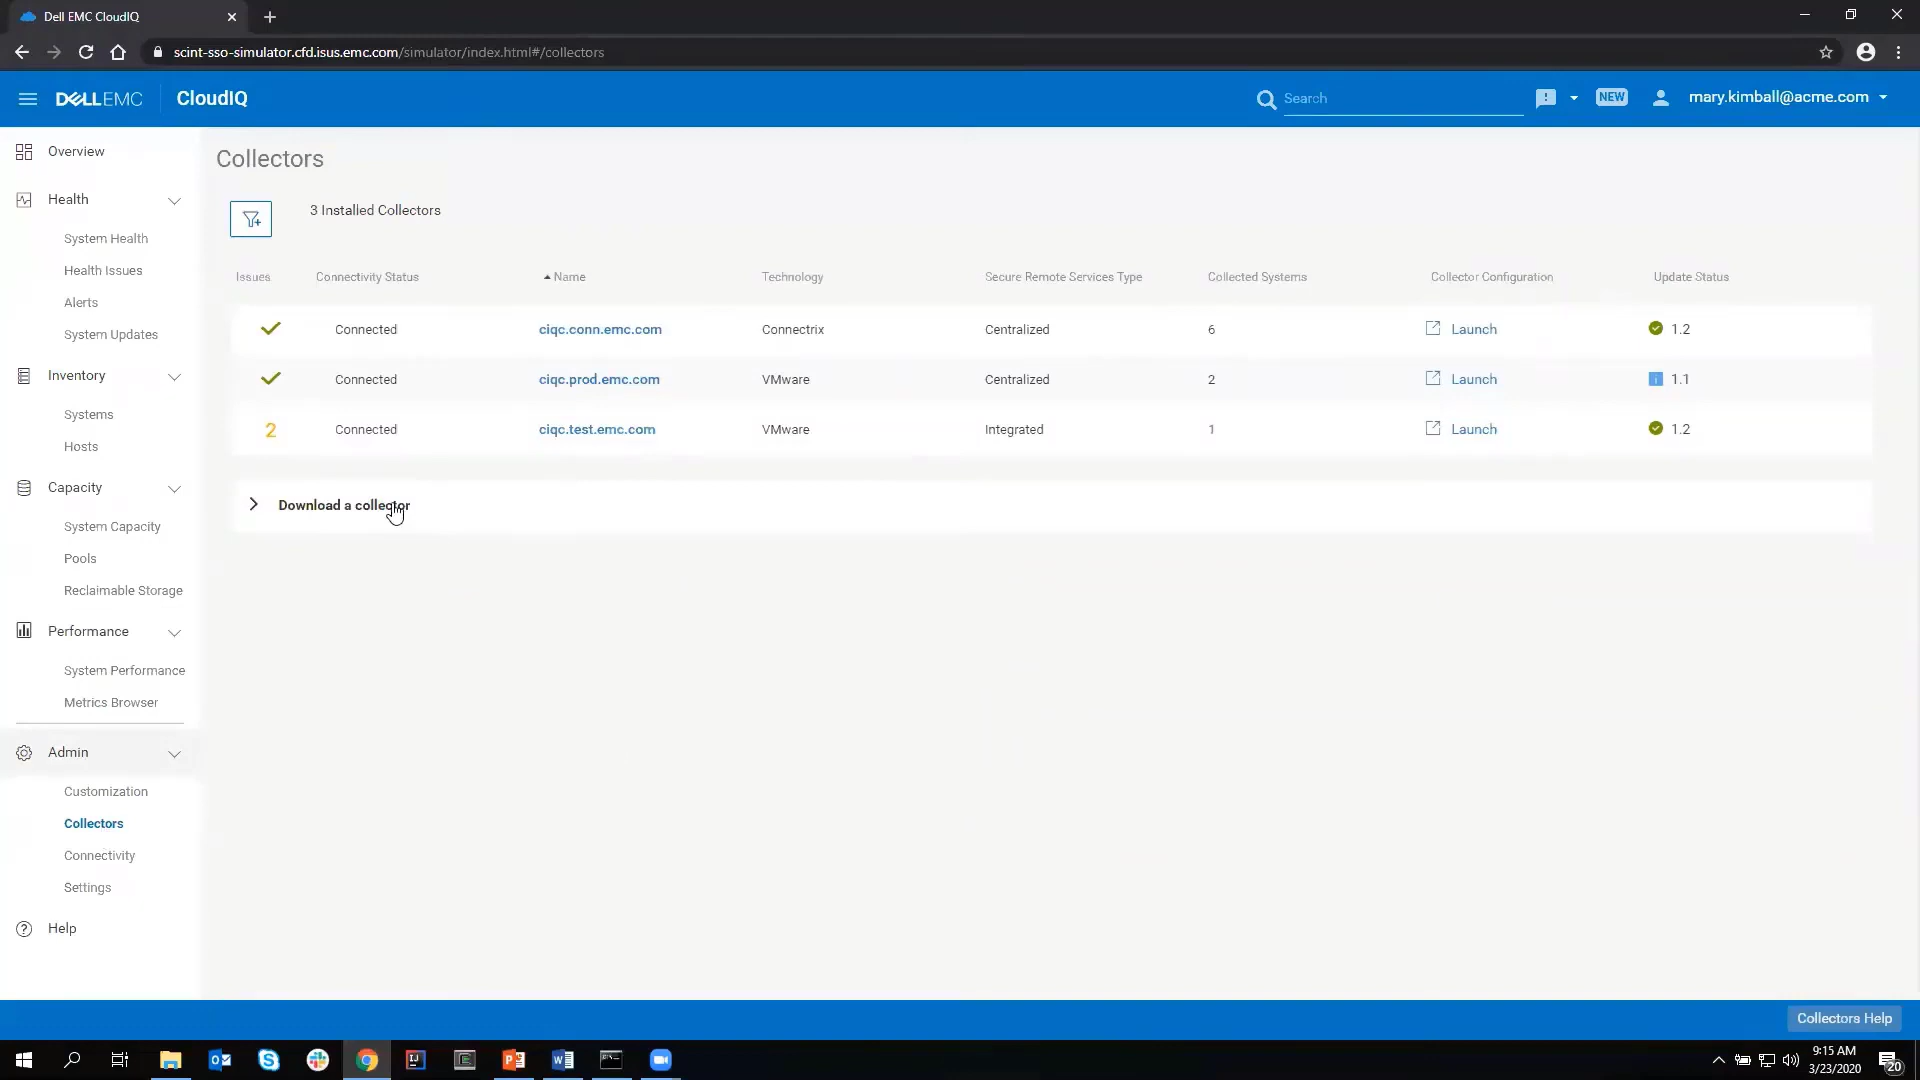 Dell EMC CloudIQ
scint-sso-simulator.cfd.isus.emc.com/simulator/index.html#/collectors
DELLEMC CloudIQ
Search
NEW
mary.kimball@acme.com
Overview
Health
System Health
Health Issues
Alerts
System Updates
Inventory
Systems
Hosts
Capacity
System Capacity
Pools
Reclaimable Storage
Performance
System Performance
Metrics Browser
Admin
Customization
Collectors
Connectivity
Settings
Help
Collectors
3 Installed Collectors
Issues Connectivity Status Name Technology Secure Remote Services Type Collected Systems Collector Configuration Update Status
Connected ciqc.conn.emc.com Connectrix Centralized 6 Launch 1.2
Connected ciqc.prod.emc.com VMware Centralized 2 Launch 1.1
2 Connected ciqc.test.emc.com VMware Integrated 1 Launch 1.2
Download a collector
Collectors Help
9:15 AM
3/23/2020
20